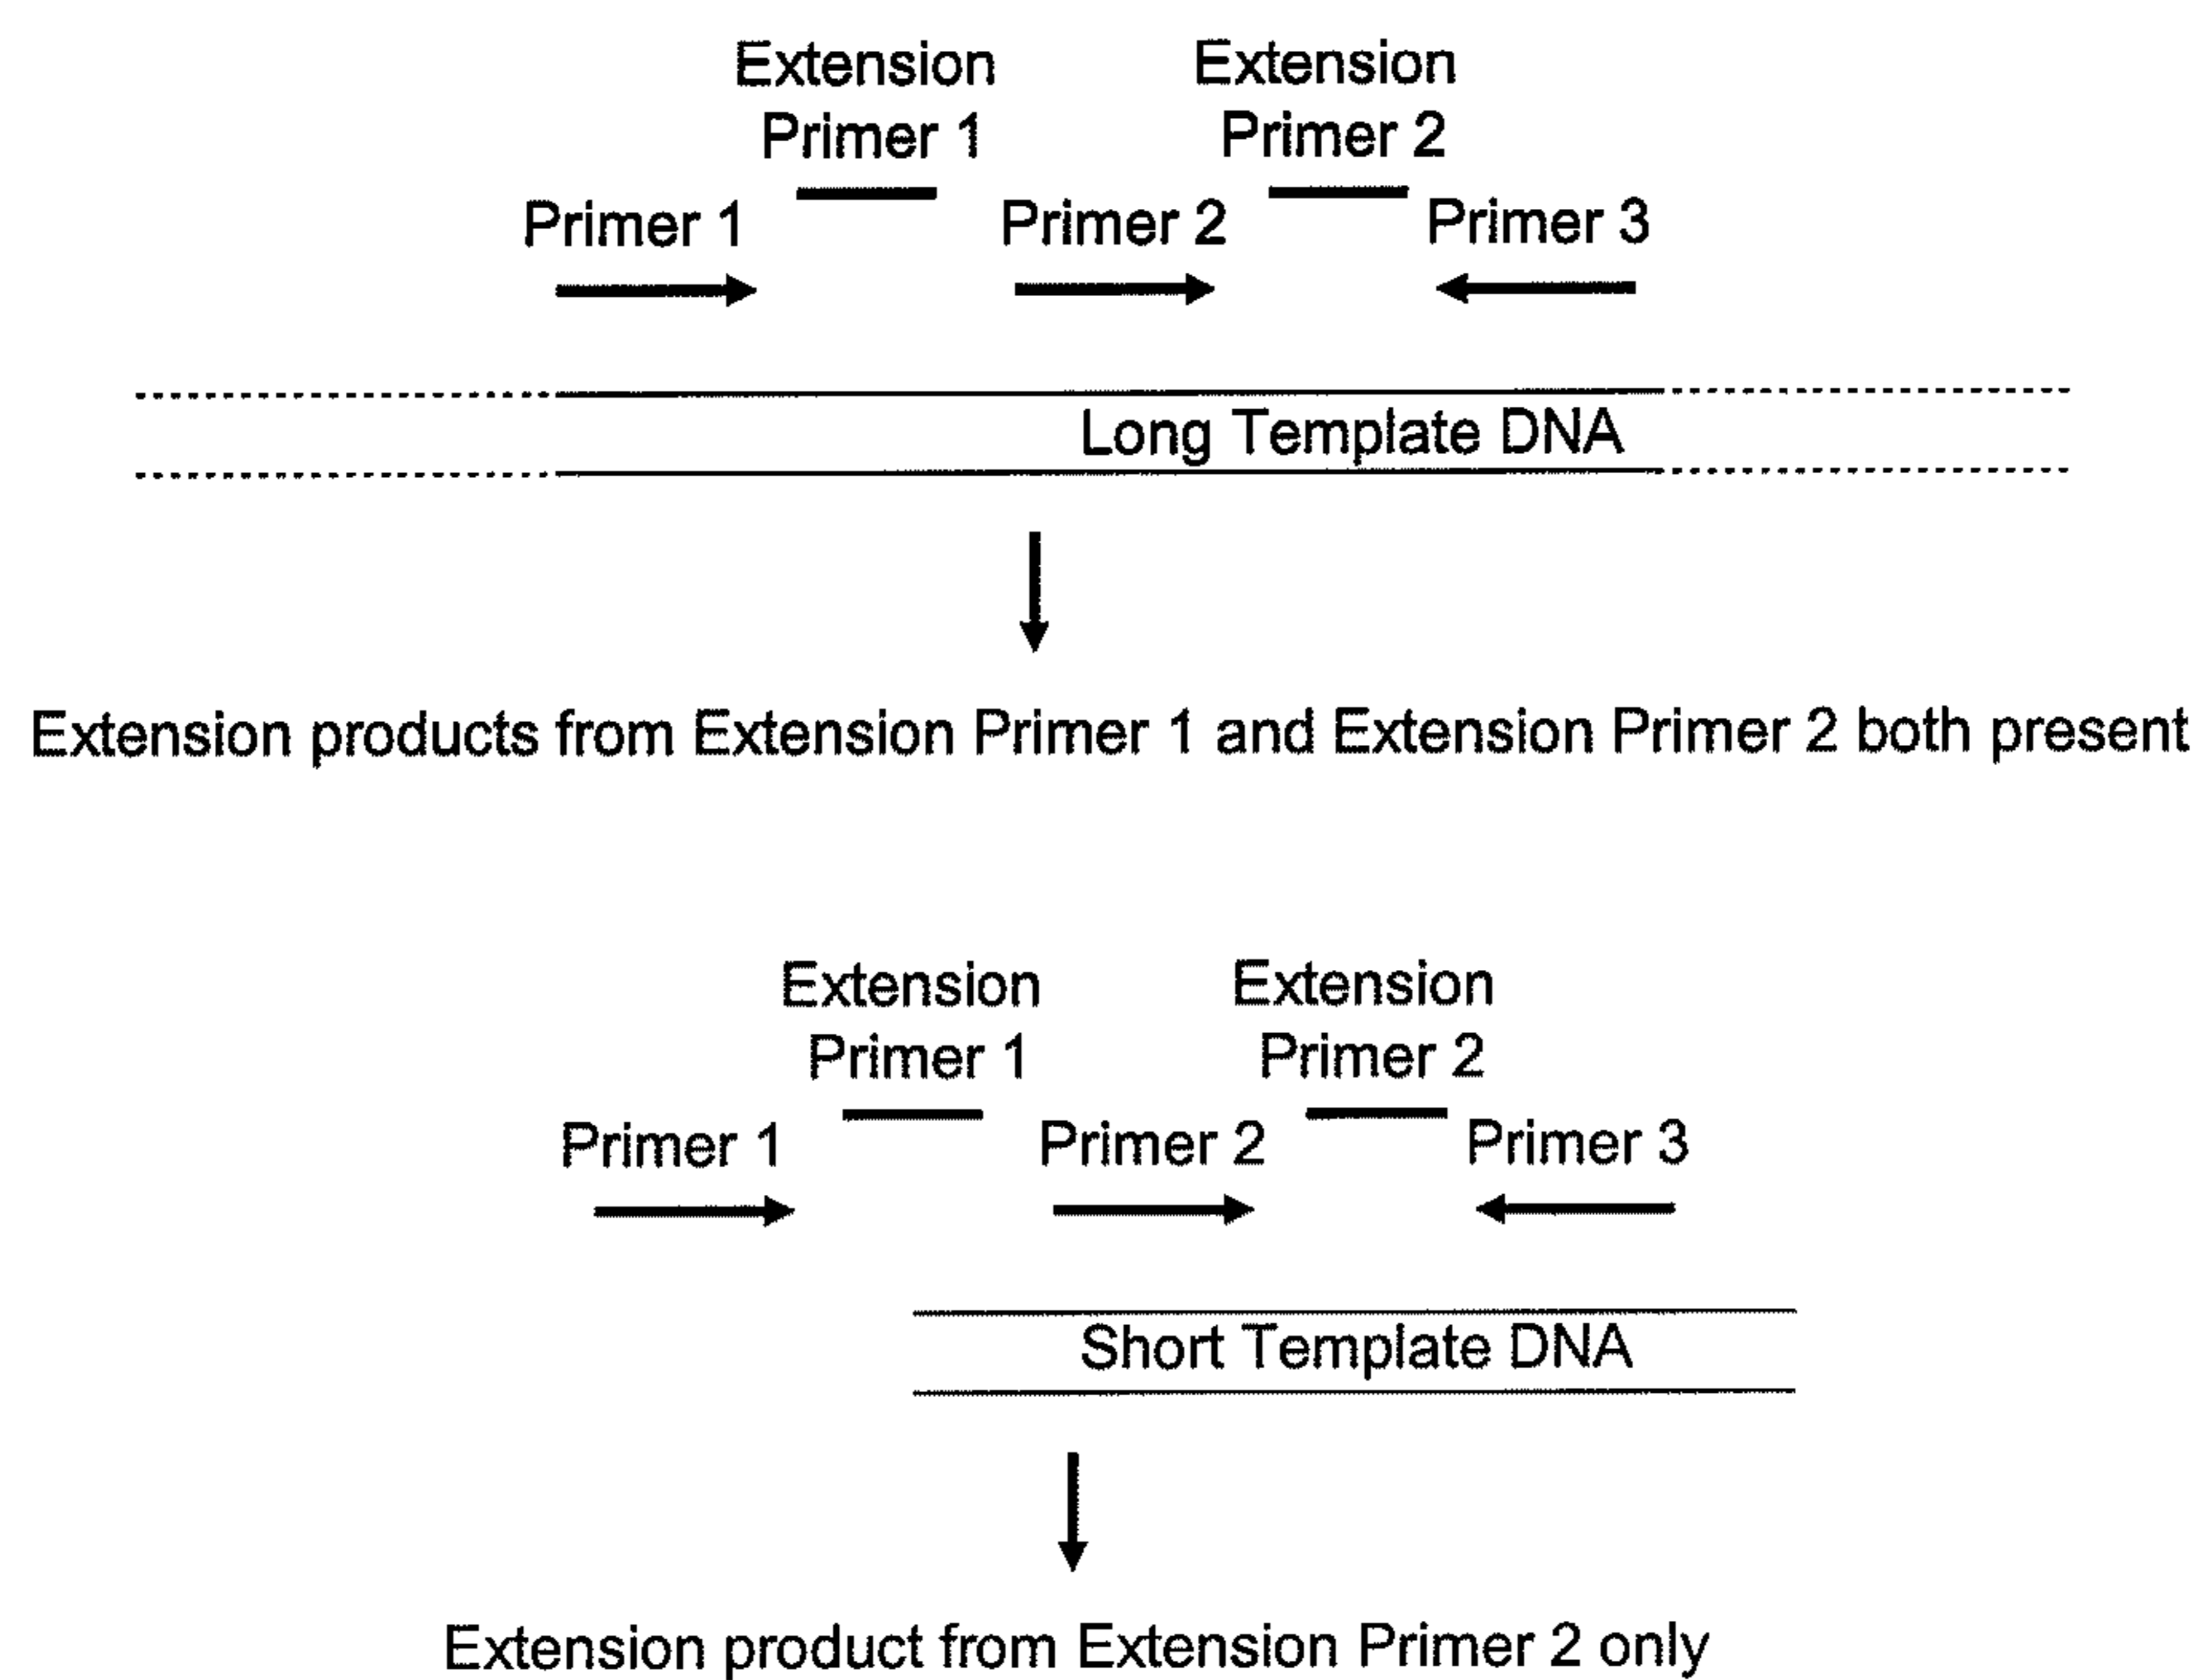 Extension Extension
Primer 1 Primer 2
Primer 1 Primer 2 Primer 3
Long Template DNA
Extension products from Extension Primer 1 and Extension Primer 2 both present
Extension Extension
Primer 1 Primer 2
Primer 1 Primer 2 Primer 3
Short Template DNA
Extension product from Extension Primer 2 only